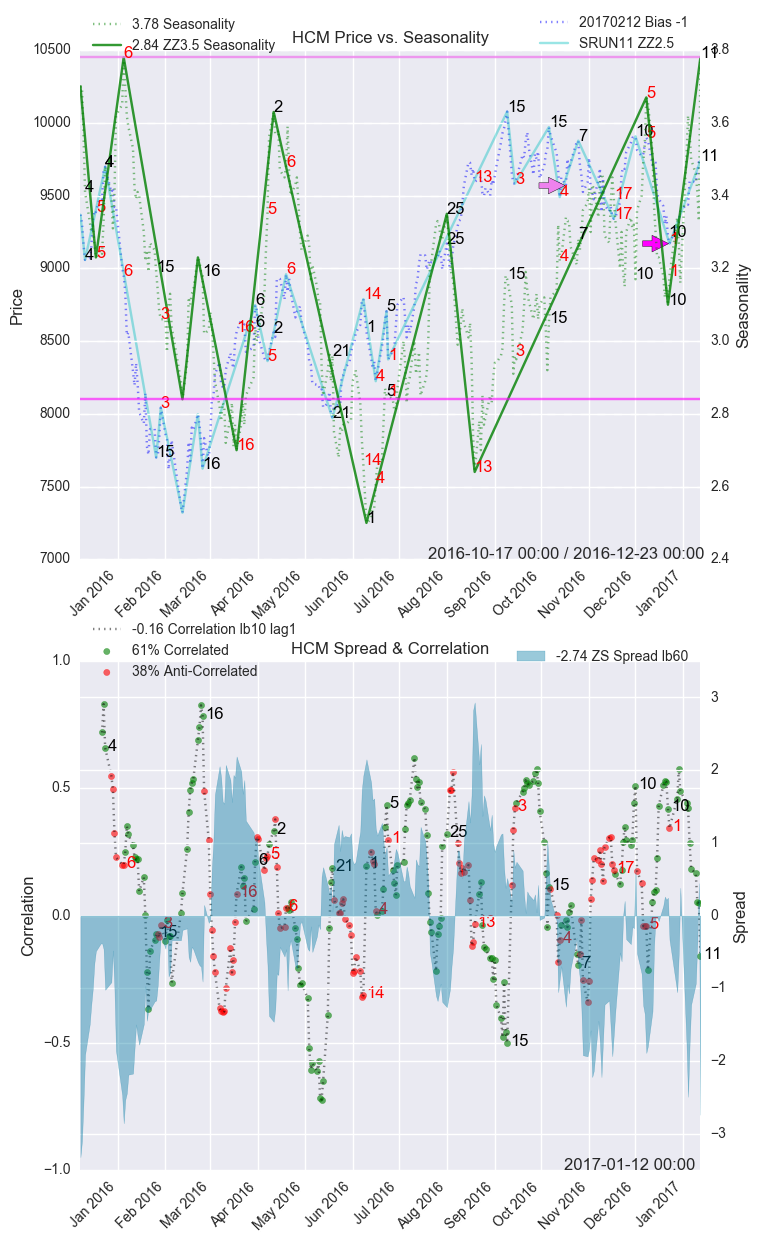 3.78 Seasonality
2.84 ZZ3.5 Seasonality
HCM Price vs. Seasonality
20170212 Bias -1
SRUN11 ZZ2.5
10500
10000
9500
9000
8500
8000
7500
7000
Price
3.8
3.6
3.4
3.2
3.0
2.8
2.6
2.4
Seasonality
2016-10-17 00:00 / 2016-12-23 00:00
Jan 2016
Feb 2016
Mar 2016
Apr 2016
May 2016
Jun 2016
Jul 2016
Aug 2016
Sep 2016
Oct 2016
Nov 2016
Dec 2016
Jan 2017
-0.16 Correlation lb10 lag1
61% Correlated
38% Anti-Correlated
HCM Spread & Correlation
-2.74 ZS Spread lb60
1.0
0.5
0.0
−0.5
−1.0
Correlation
3
2
1
0
−1
−2
−3
Spread
2017-01-12 00:00
Jan 2016
Feb 2016
Mar 2016
Apr 2016
May 2016
Jun 2016
Jul 2016
Aug 2016
Sep 2016
Oct 2016
Nov 2016
Dec 2016
Jan 2017